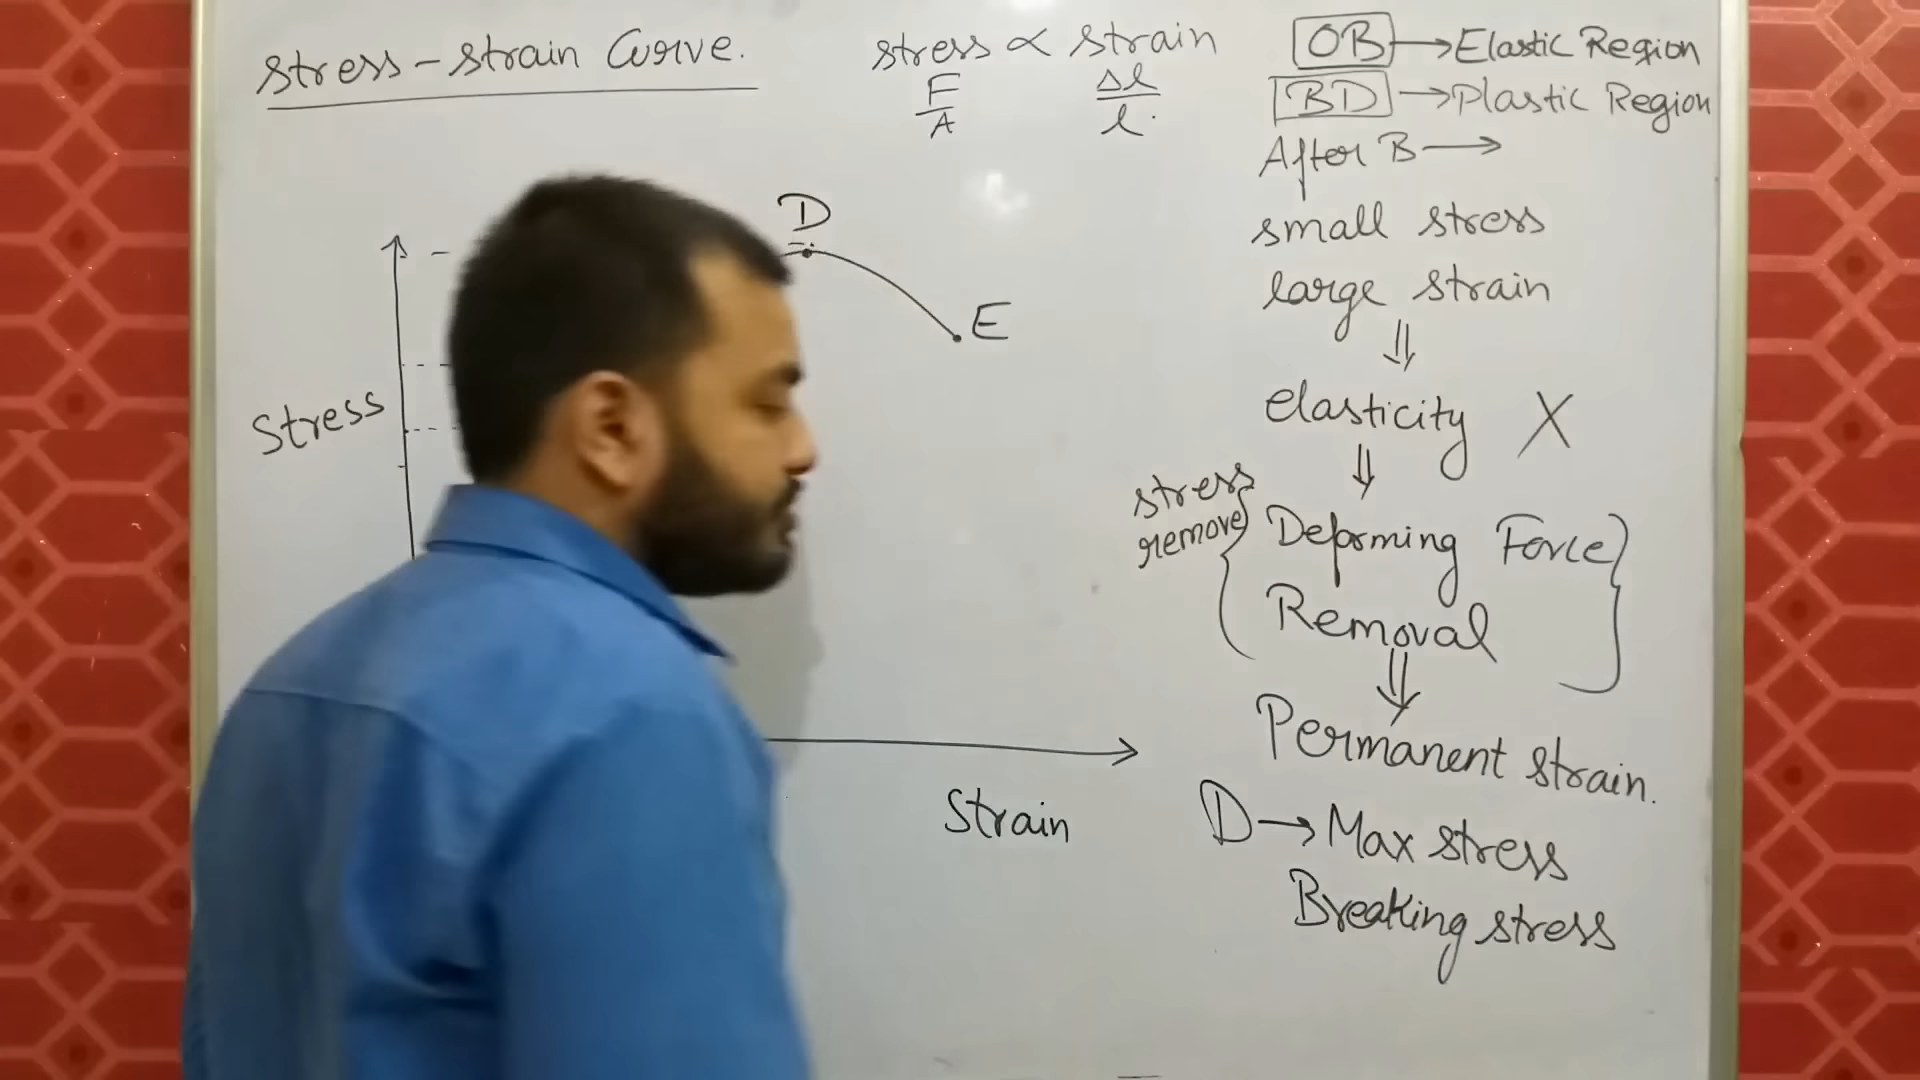 Stress-strain Curve.
stress ∝ strain
F/A Δl/l.
OB → Elastic Region
BD → Plastic Region
After B →
small stress
large strain
⇓
Elasticity X
⇓
stress
remove
Deforming Force
Removal
⇓
Permanent strain.
D → Max stress
Breaking stress
D
E
Stress
Strain